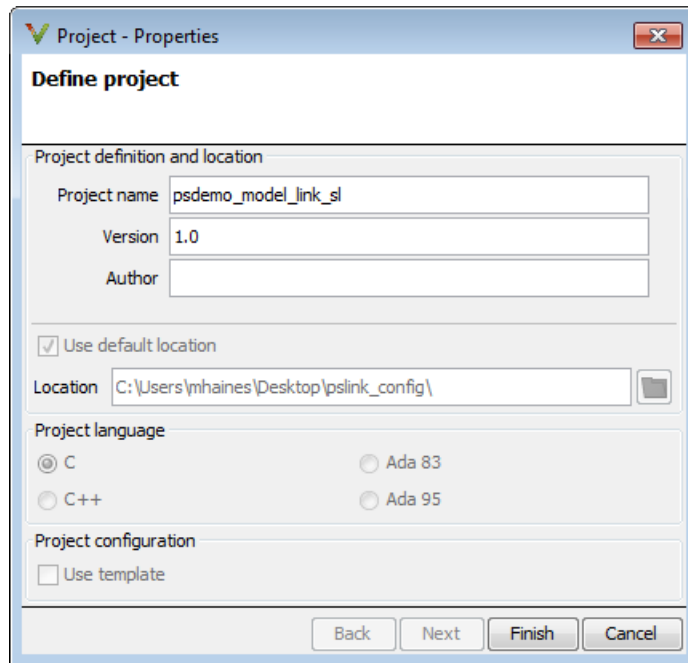 Project - Properties
Define project
Project definition and location
Project name psdemo_model_link_sl
Version 1.0
Author
Use default location
Location C:\Users\mhaines\Desktop\pslink_config\
Project language
C Ada 83
C++ Ada 95
Project configuration
Use template
Back Next Finish Cancel